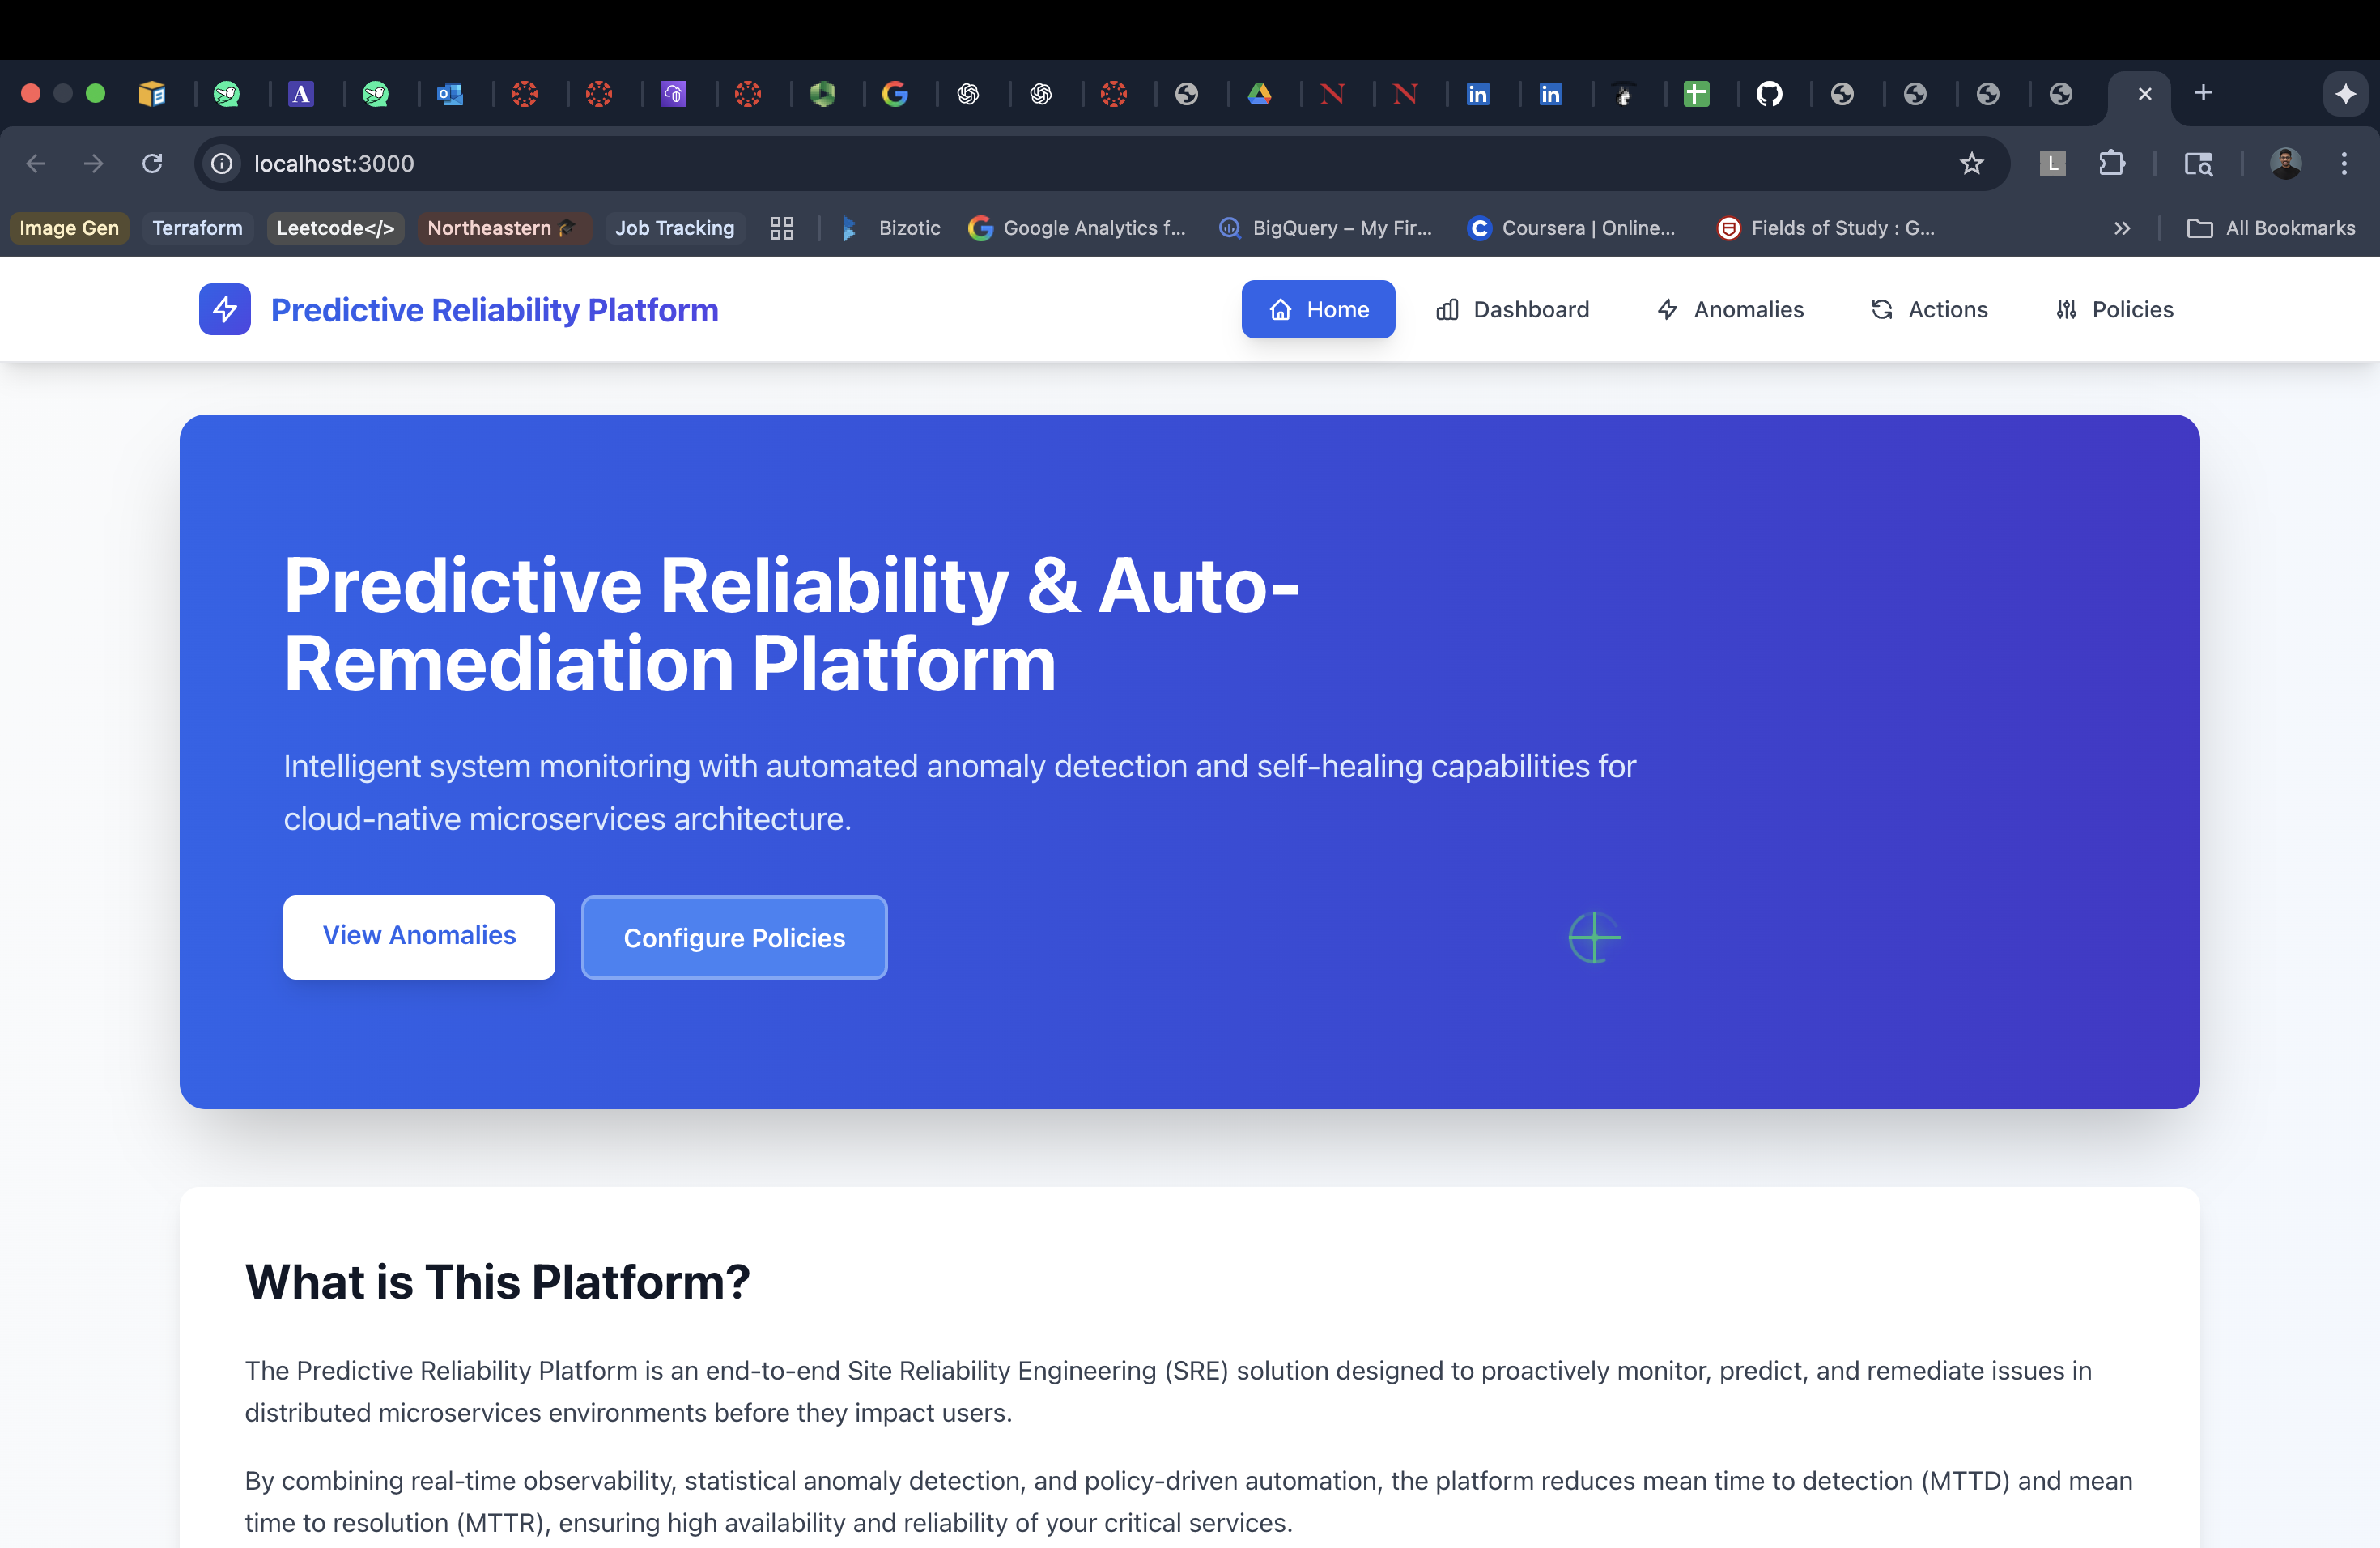 localhost:3000
L
Image Gen
Terraform
Leetcode</>
Northeastern
Job Tracking
Bizotic
Google Analytics f...
BigQuery – My Fir...
Coursera | Online...
Fields of Study : G...
All Bookmarks
Predictive Reliability Platform
Home
Dashboard
Anomalies
Actions
Policies
Predictive Reliability & Auto-
Remediation Platform
Intelligent system monitoring with automated anomaly detection and self-healing capabilities for
cloud-native microservices architecture.
View Anomalies
Configure Policies
What is This Platform?
The Predictive Reliability Platform is an end-to-end Site Reliability Engineering (SRE) solution designed to proactively monitor, predict, and remediate issues in
distributed microservices environments before they impact users.
By combining real-time observability, statistical anomaly detection, and policy-driven automation, the platform reduces mean time to detection (MTTD) and mean
time to resolution (MTTR), ensuring high availability and reliability of your critical services.